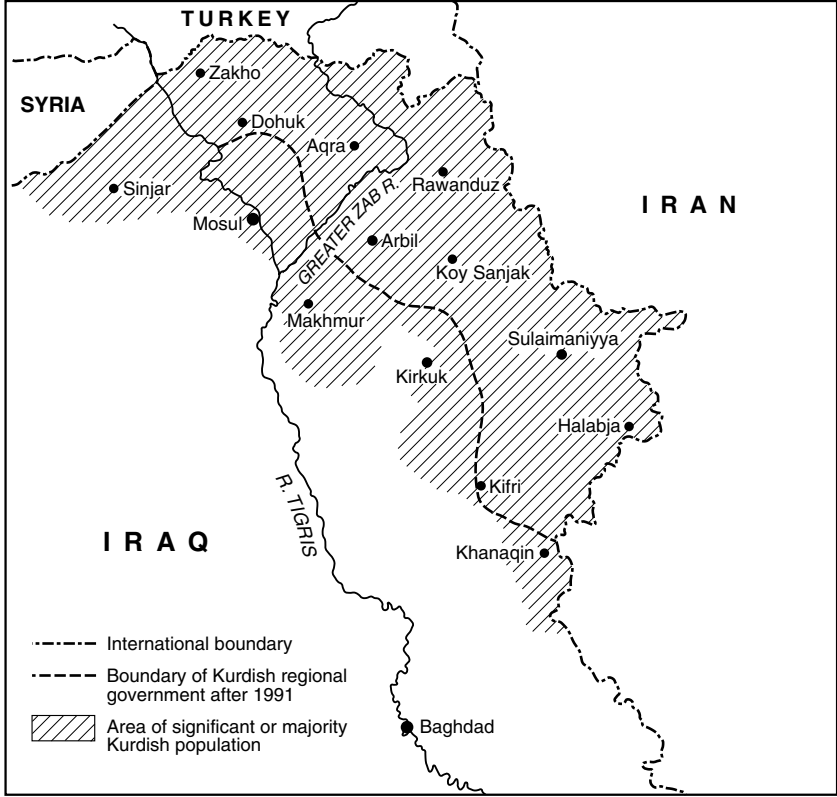 TURKEY
Zakho
SYRIA
Dohuk
Aqra
Rawanduz
Sinjar
IRAN
Mosul
GREATER ZAB R.
Arbil
Koy Sanjak
Makhmur
Sulaimaniyya
Kirkuk
Halabja
Kifri
R. TIGRIS
IRAQ
Khanaqin
International boundary
Boundary of Kurdish regional
government after 1991
Area of significant or majority
Kurdish population
Baghdad